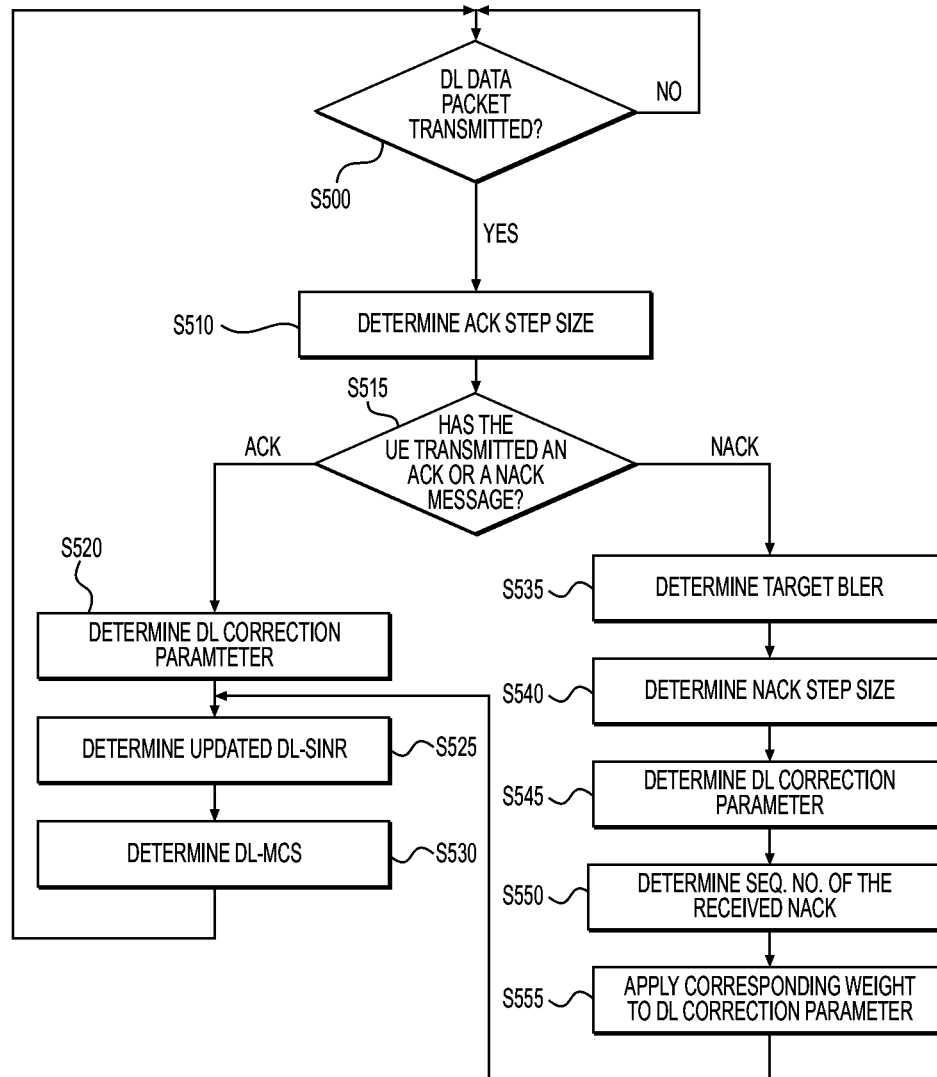 DL DATA
PACKET
TRANSMITTED?
NO
S500
YES
S510
DETERMINE ACK STEP SIZE
S515
HAS THE
UE TRANSMITTED AN
ACK OR A NACK
MESSAGE?
ACK
NACK
S520
DETERMINE DL CORRECTION
PARAMTETER
DETERMINE UPDATED DL-SINR
S525
DETERMINE DL-MCS
S530
S535
DETERMINE TARGET BLER
S540
DETERMINE NACK STEP SIZE
S545
DETERMINE DL CORRECTION
PARAMETER
S550
DETERMINE SEQ. NO. OF THE
RECEIVED NACK
S555
APPLY CORRESPONDING WEIGHT
TO DL CORRECTION PARAMETER